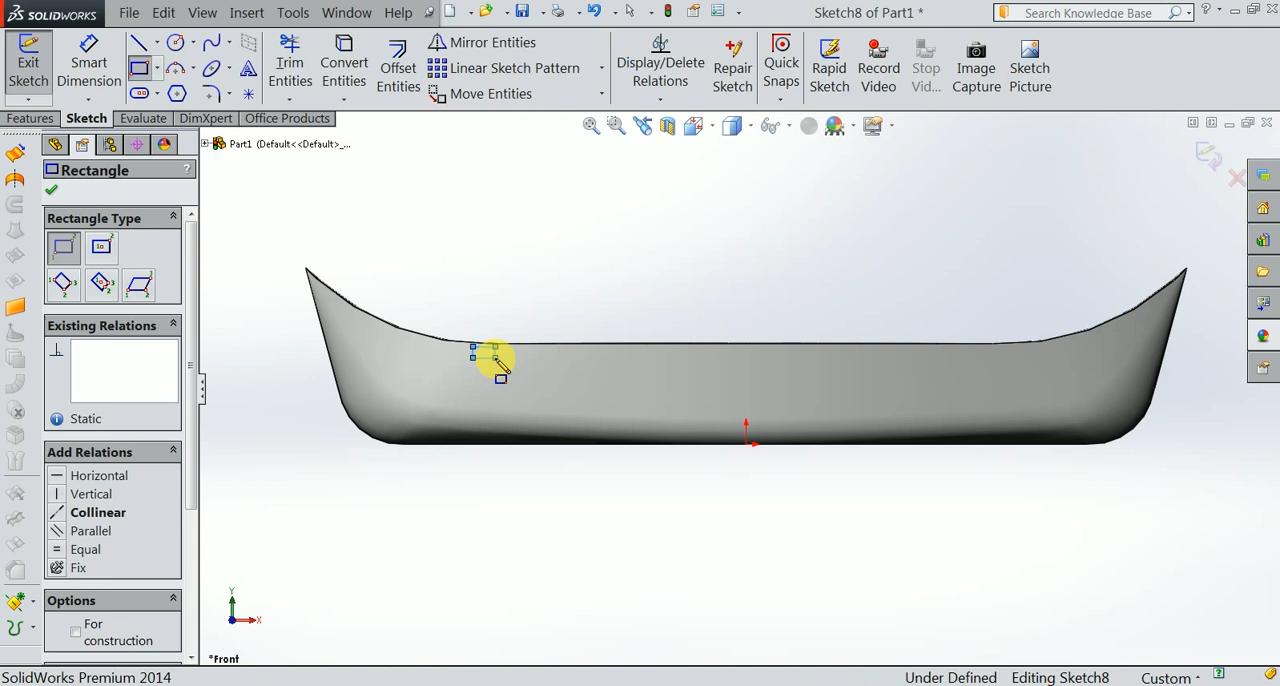 SOLIDWORKS File Edit View Insert Tools Window Help Sketch8 of Part1 * Search Knowledge Base ?
Exit Sketch
Smart Dimension
Trim Entities
Convert Entities
Offset Entities
Mirror Entities
Linear Sketch Pattern
Move Entities
Display/Delete Relations
Repair Sketch
Quick Snaps
Rapid Sketch
Record Video
Stop Vid...
Image Capture
Sketch Picture
Features Sketch Evaluate DimXpert Office Products
Part1 (Default<<Default>_...
Rectangle ?
Rectangle Type
Existing Relations
Static
Add Relations
Horizontal
Vertical
Collinear
Parallel
Equal
Fix
Options
For construction
Y
X
*Front
SolidWorks Premium 2014 Under Defined Editing Sketch8 Custom